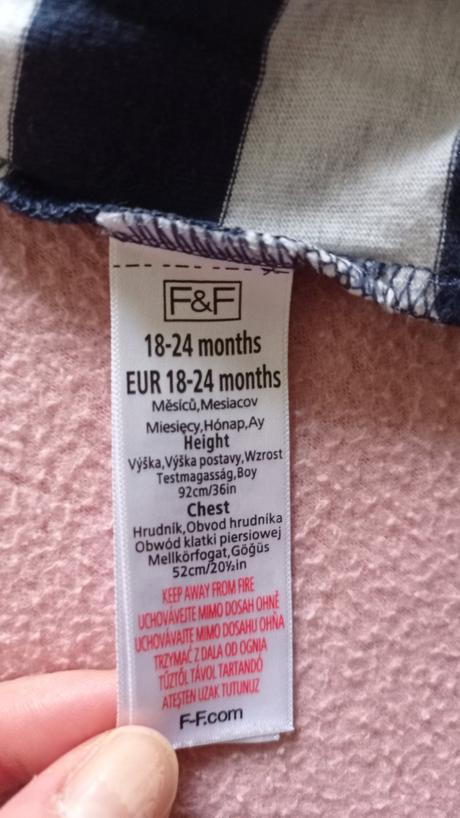 F&F
18-24 months
EUR 18-24 months
Měsíců,Mesiacov
Miesięcy,Hónap,Ay
Height
Výška,Výška postavy,Wzrost
Testmagasság,Boy
92cm/36in
Chest
Hrudník,Obvod hrudníka
Obwód klatki piersiowej
Mellkörfogat,Göğüs
52cm/20½in
KEEP AWAY FROM FIRE
UCHOVÁVEJTE MIMO DOSAH OHNĚ
UCHOVÁVAJTE MIMO DOSAHU OHŇA
TRZYMAĆ Z DALA OD OGNIA
TŰZTŐL TÁVOL TARTANDÓ
ATEŞTEN UZAK TUTUNUZ
F-F.com